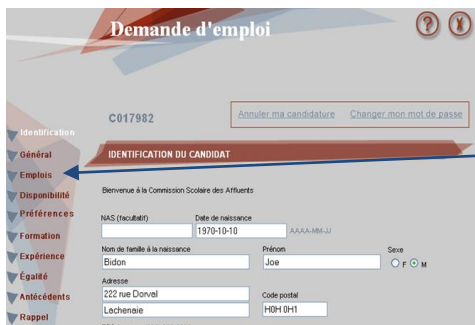 Demande d'emploi
?
C017982
Annuler ma candidature Changer mon mot de passe
Identification
Général
Emplois
Disponibilité
Préférences
Formation
Expérience
Égalité
Antécédents
Rappel
IDENTIFICATION DU CANDIDAT
Bienvenue à la Commission Scolaire des Affluents
NAS (facultatif) Date de naissance
1970-10-10 AAAA-MM-JJ
Nom de famille à la naissance Prénom Sexe
Bidon Joe F M
Adresse
222 rue Dorval Code postal
Lachenaie H0H 0H1